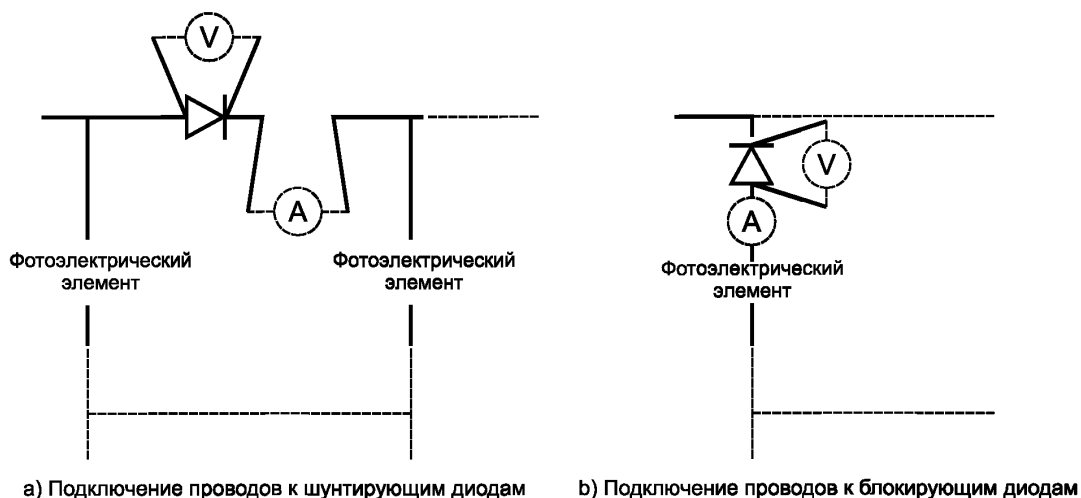 V
A
Фотоэлектрический
элемент
Фотоэлектрический
элемент
а) Подключение проводов к шунтирующим диодам
V
A
Фотоэлектрический
элемент
b) Подключение проводов к блокирующим диодам